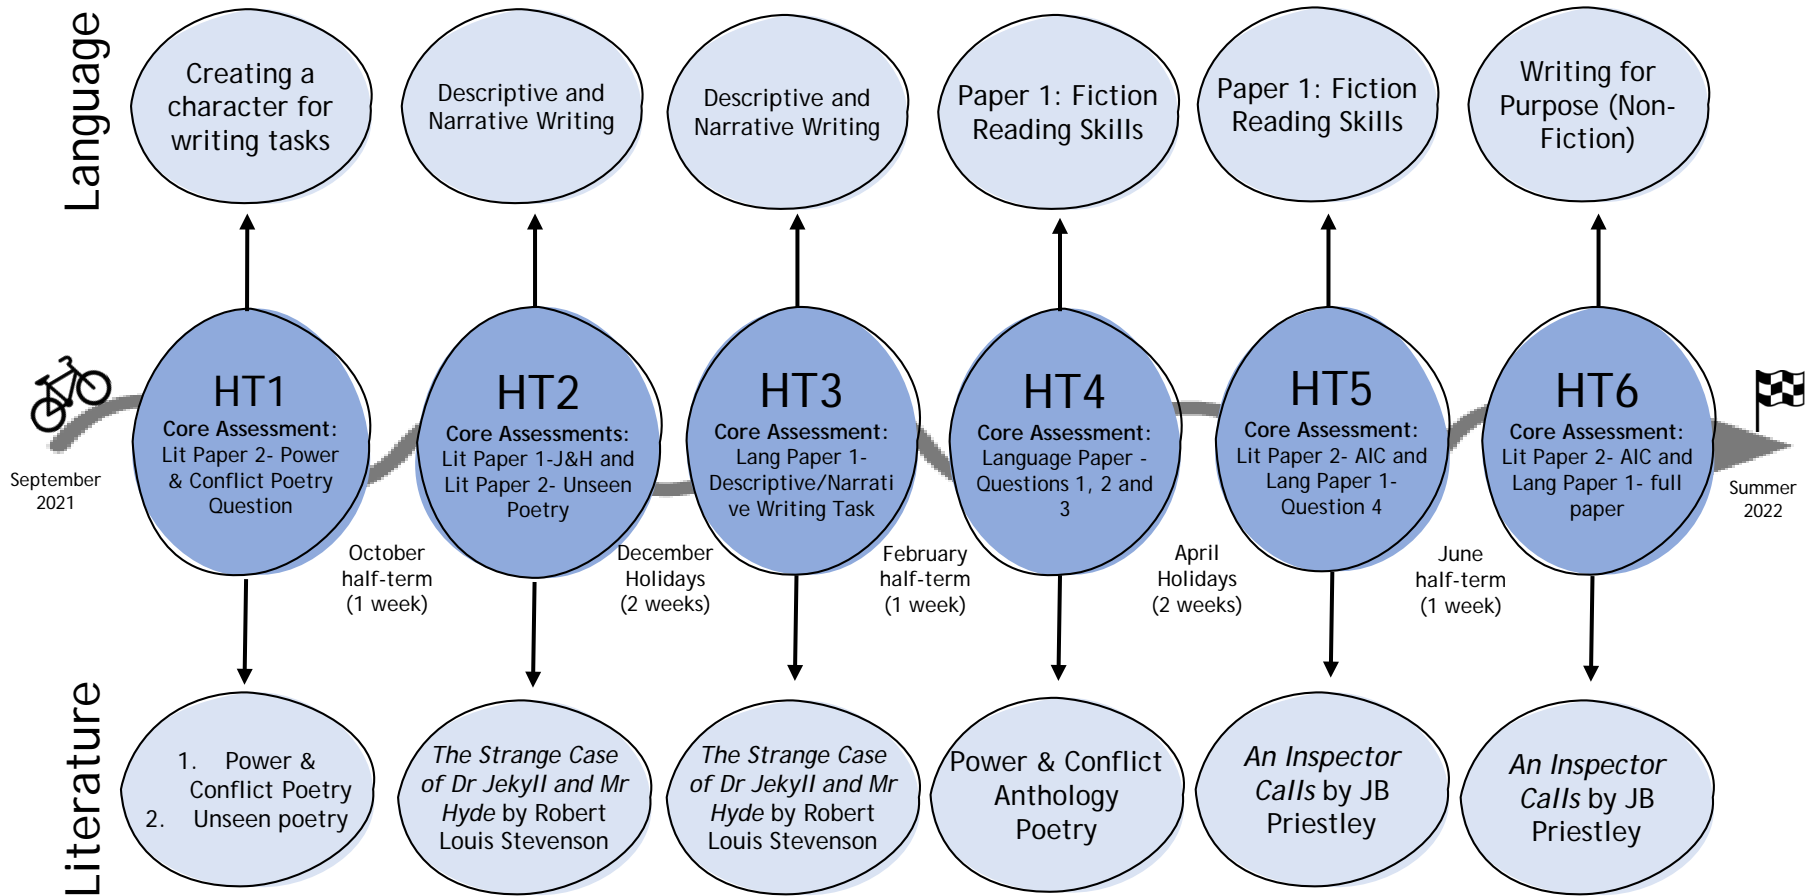 Language
Creating a
character for
writing tasks
Descriptive and
Narrative Writing
Descriptive and
Narrative Writing
Paper 1: Fiction
Reading Skills
Paper 1: Fiction
Reading Skills
Writing for
Purpose (Non-
Fiction)
September
2021
HT1
Core Assessment:
Lit Paper 2- Power
& Conflict Poetry
Question
October
half-term
(1 week)
HT2
Core Assessments:
Lit Paper 1-J&H and
Lit Paper 2- Unseen
Poetry
December
Holidays
(2 weeks)
HT3
Core Assessment:
Lang Paper 1-
Descriptive/Narrati
ve Writing Task
February
half-term
(1 week)
HT4
Core Assessment:
Language Paper -
Questions 1, 2 and
3
April
Holidays
(2 weeks)
HT5
Core Assessment:
Lit Paper 2- AIC and
Lang Paper 1-
Question 4
June
half-term
(1 week)
HT6
Core Assessment:
Lit Paper 2- AIC and
Lang Paper 1- full
paper
Summer
2022
Literature
1. Power &
Conflict Poetry
2. Unseen poetry
The Strange Case
of Dr Jekyll and Mr
Hyde by Robert
Louis Stevenson
The Strange Case
of Dr Jekyll and Mr
Hyde by Robert
Louis Stevenson
Power & Conflict
Anthology
Poetry
An Inspector
Calls by JB
Priestley
An Inspector
Calls by JB
Priestley